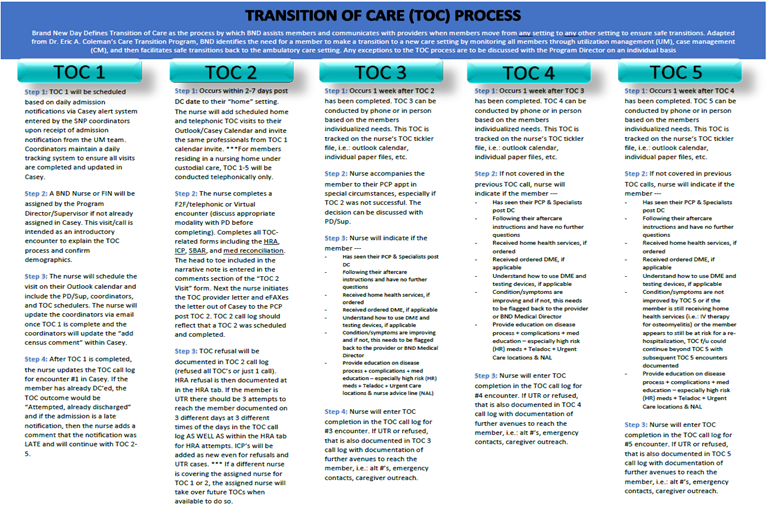 TRANSITION OF CARE (TOC) PROCESS
Brand New Day Defines Transition of Care as the process by which BND assists members and communicates with providers when members move from any setting to any other setting to ensure safe transitions. Adapted
from Dr. Eric A. Coleman's Care Transition Program, BND identifies the need for a member to make a transition to a new care setting by monitoring all members through utilization management (UM), case management
(CM), and then facilitates safe transitions back to the ambulatory care setting. Any exceptions to the TOC process are to be discussed with the Program Director on an individual basis
TOC 1
Step 1: TOC 1 will be scheduled
based on daily admission
notifications via Casey alert system
entered by the SNP coordinators
upon receipt of admission
notification from the UM team.
Coordinators maintain a daily
tracking system to ensure all visits
are completed and updated in
Casey.
Step 2: A BND Nurse or FIN will be
assigned by the Program
Director/Supervisor if not already
assigned in Casey. This visit/call is
intended as an introductory
encounter to explain the TOC
process and confirm
demographics.
Step 3: The nurse will schedule the
visit on their Outlook calendar and
include the PD/Sup, coordinators,
and TOC schedulers. The nurse will
update the coordinators via email
once TOC 1 is complete and the
coordinators will update the "add
census comment" within Casey.
Step 4: After TOC 1 is completed,
the nurse updates the TOC call log
for encounter #1 in Casey. If the
member has already DC'ed, the
TOC outcome would be
"Attempted, already discharged"
and if the admission is a late
notification, then the nurse adds a
comment that the notification was
LATE and will continue with TOC 2-
5.
TOC 2
Step 1: Occurs within 2-7 days post
DC date to their "home" setting.
The nurse will add scheduled home
and telephonic TOC visits to their
Outlook/Casey Calendar and invite
the same professionals from TOC 1
calendar invite. ***For members
residing in a nursing home under
custodial care, TOC 1-5 will be
conducted telephonically only.
Step 2: The nurse completes a
F2F/telephonic or Virtual
encounter (discuss appropriate
modality with PD before
completing). Completes all TOC-
related forms including the HRA,
ICP, SBAR, and med reconciliation.
The head to toe included in the
narrative note is entered in the
comments section of the "TOC 2
Visit" form. Next the nurse initiates
the TOC provider letter and eFAXes
the letter out of Casey to the PCP
post TOC 2. TOC 2 call log should
reflect that a TOC 2 was scheduled
and completed.
Step 3: TOC refusal will be
documented in TOC 2 call log
(refused all TOC's or just 1 call).
HRA refusal is then documented at
in the HRA tab. If the member is
UTR there should be 3 attempts to
reach the member documented on
3 different days at 3 different
times of the days in the TOC call
log AS WELL AS within the HRA tab
for HRA attempts. ICP's will be
added as new even for refusals and
UTR cases. *** If a different nurse
is covering the assigned nurse for
TOC 1 or 2, the assigned nurse will
take over future TOCs when
available to do so.
TOC 3
Step 1: Occurs 1 week after TOC 2
has been completed. TOC 3 can be
conducted by phone or in person
based on the members
individualized needs. This TOC is
tracked on the nurse's TOC tickler
file, i.e.: outlook calendar,
individual paper files, etc.
Step 2: Nurse accompanies the
member to their PCP appt in
special circumstances, especially if
TOC 2 was not successful. The
decision can be discussed with
PD/Sup.
Step 3: Nurse will indicate if the
member ---
- Has seen their PCP & Specialists post
DC
- Following their aftercare
instructions and have no further
questions
- Received home health services, if
ordered
- Received ordered DME, if applicable
- Understand how to use DME and
testing devices, if applicable
- Condition/symptoms are improving
and if not, this needs to be flagged
back to the provider or BND Medical
Director
- Provide education on disease
process + complications + med
education – especially high risk (HR)
meds + Teladoc + Urgent Care
locations & nurse advice line (NAL)
Step 4: Nurse will enter TOC
completion in the TOC call log for
#3 encounter. If UTR or refused,
that is also documented in TOC 3
call log with documentation of
further avenues to reach the
member, i.e.: alt #'s, emergency
contacts, caregiver outreach.
TOC 4
Step 1: Occurs 1 week after TOC 3
has been completed. TOC 4 can be
conducted by phone or in person
based on the members
individualized needs. This TOC is
tracked on the nurse's TOC tickler
file, i.e.: outlook calendar,
individual paper files, etc.
Step 2: If not covered in the
previous TOC call, nurse will
indicate if the member ---
- Has seen their PCP & Specialists
post DC
- Following their aftercare
instructions and have no further
questions
- Received home health services, if
ordered
- Received ordered DME, if
applicable
- Understand how to use DME and
testing devices, if applicable
- Condition/symptoms are
improving and if not, this needs
to be flagged back to the provider
or BND Medical Director
- Provide education on disease
process + complications + med
education – especially high risk
(HR) meds + Teladoc + Urgent
Care locations & NAL
Step 3: Nurse will enter TOC
completion in the TOC call log for
#4 encounter. If UTR or refused,
that is also documented in TOC 4
call log with documentation of
further avenues to reach the
member, i.e.: alt #'s, emergency
contacts, caregiver outreach.
TOC 5
Step 1: Occurs 1 week after TOC 4
has been completed. TOC 5 can be
conducted by phone or in person
based on the members
individualized needs. This TOC is
tracked on the nurse's TOC tickler
file, i.e.: outlook calendar,
individual paper files, etc.
Step 2: If not covered in previous
TOC calls, nurse will indicate if the
member ---
- Has seen their PCP & Specialists
post DC
- Following their aftercare
instructions and have no further
questions
- Received home health services, if
ordered
- Received ordered DME, if
applicable
- Understand how to use DME and
testing devices, if applicable
- Condition/symptoms are not
improved by TOC 5 or if the
member is still receiving home
health services (i.e.: IV therapy
for osteomyelitis) or the member
appears to still be at risk for a re-
hospitalization, TOC f/u could
continue beyond TOC 5 with
subsequent TOC 5 encounters
documented
- Provide education on disease
process + complications + med
education – especially high risk
(HR) meds + Teladoc + Urgent
Care locations & NAL
Step 3: Nurse will enter TOC
completion in the TOC call log for
#5 encounter. If UTR or refused,
that is also documented in TOC 5
call log with documentation of
further avenues to reach the
member, i.e.: alt #'s, emergency
contacts, caregiver outreach.